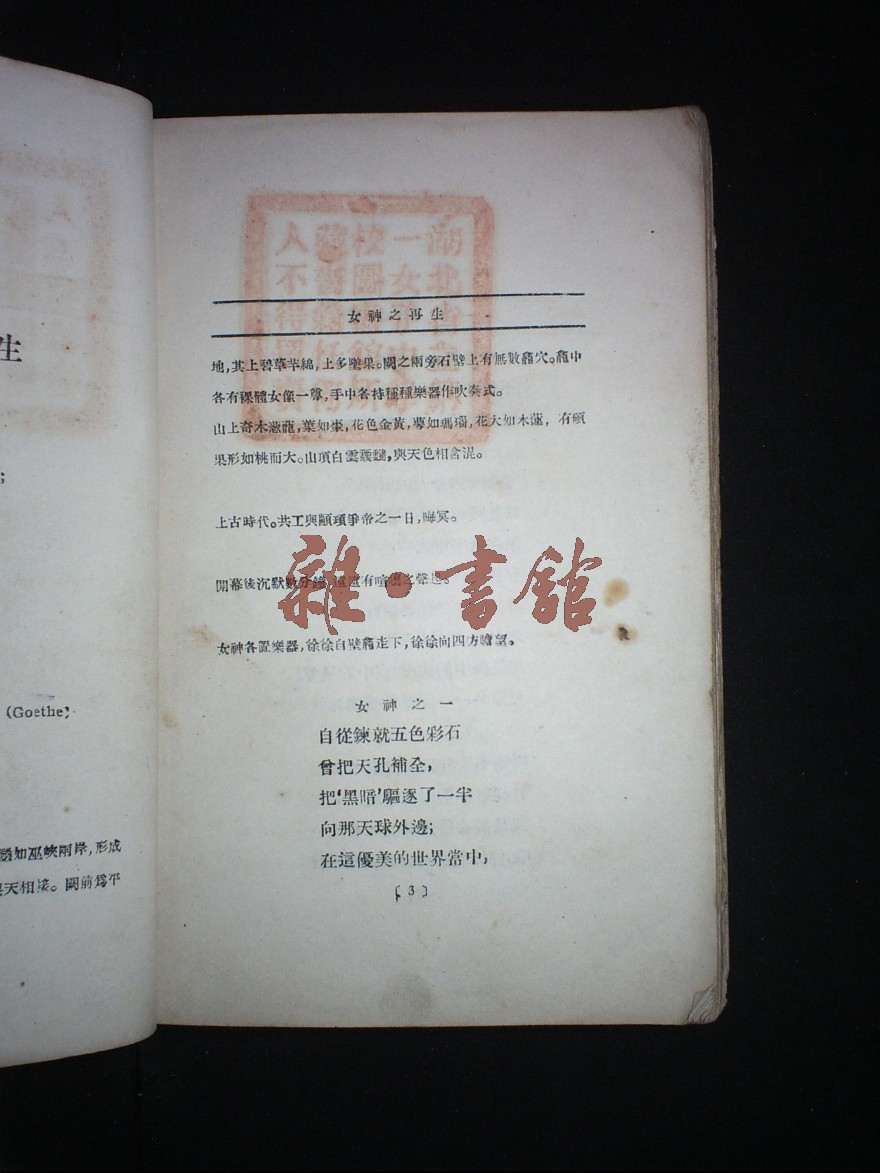 生
;
(Goethe)
嚴如巫峽兩岸,形成
與天相接。闕前爲平
女神之再生
地,其上碧草芊綿,上多墜果。闕之兩旁石壁上有無數龕穴。龕中
各有裸體女像一尊,手中各持種種樂器作吹奏式。
山上奇木葱蘢,葉如棗,花色金黃,萼如瑪瑙,花大如木蓮,有碩
果形如桃而大。山頂白雲靉靆,與天色相含混。
上古時代。共工與顓頊爭帝之一日,晦冥。
開幕後沉默數分鐘,遠遠有喧嚷之聲起。
女神各置樂器,徐徐自壁龕走下,徐徐向四方瞻望。
女神之一
自從鍊就五色彩石
曾把天孔補全,
把‘黑暗’驅逐了一半
向那天球外邊;
在這優美的世界當中,
〔3〕
雜·書館